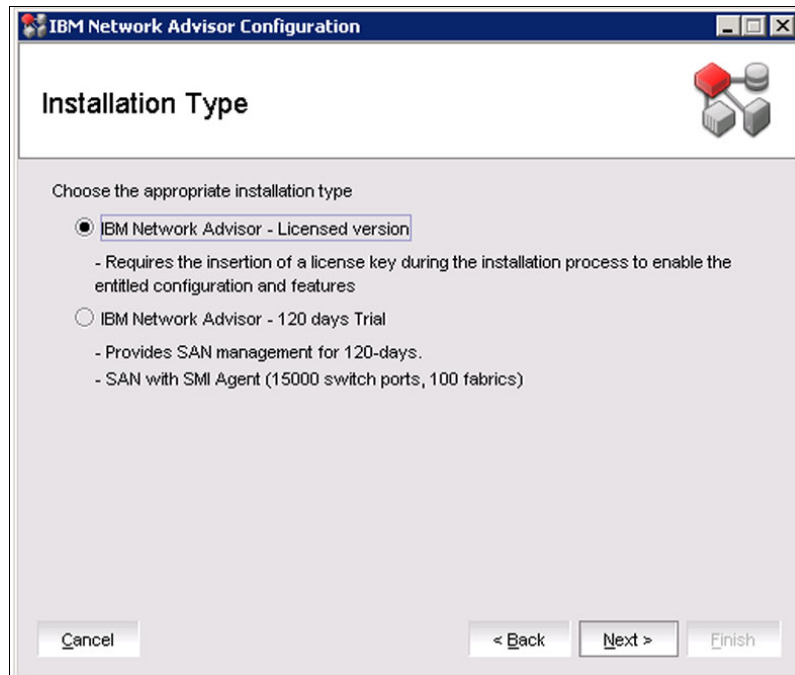 IBM Network Advisor Configuration
Installation Type
Choose the appropriate installation type
IBM Network Advisor - Licensed version
- Requires the insertion of a license key during the installation process to enable the
entitled configuration and features
IBM Network Advisor - 120 days Trial
- Provides SAN management for 120-days.
- SAN with SMI Agent (15000 switch ports, 100 fabrics)
Cancel
< Back
Next >
Finish